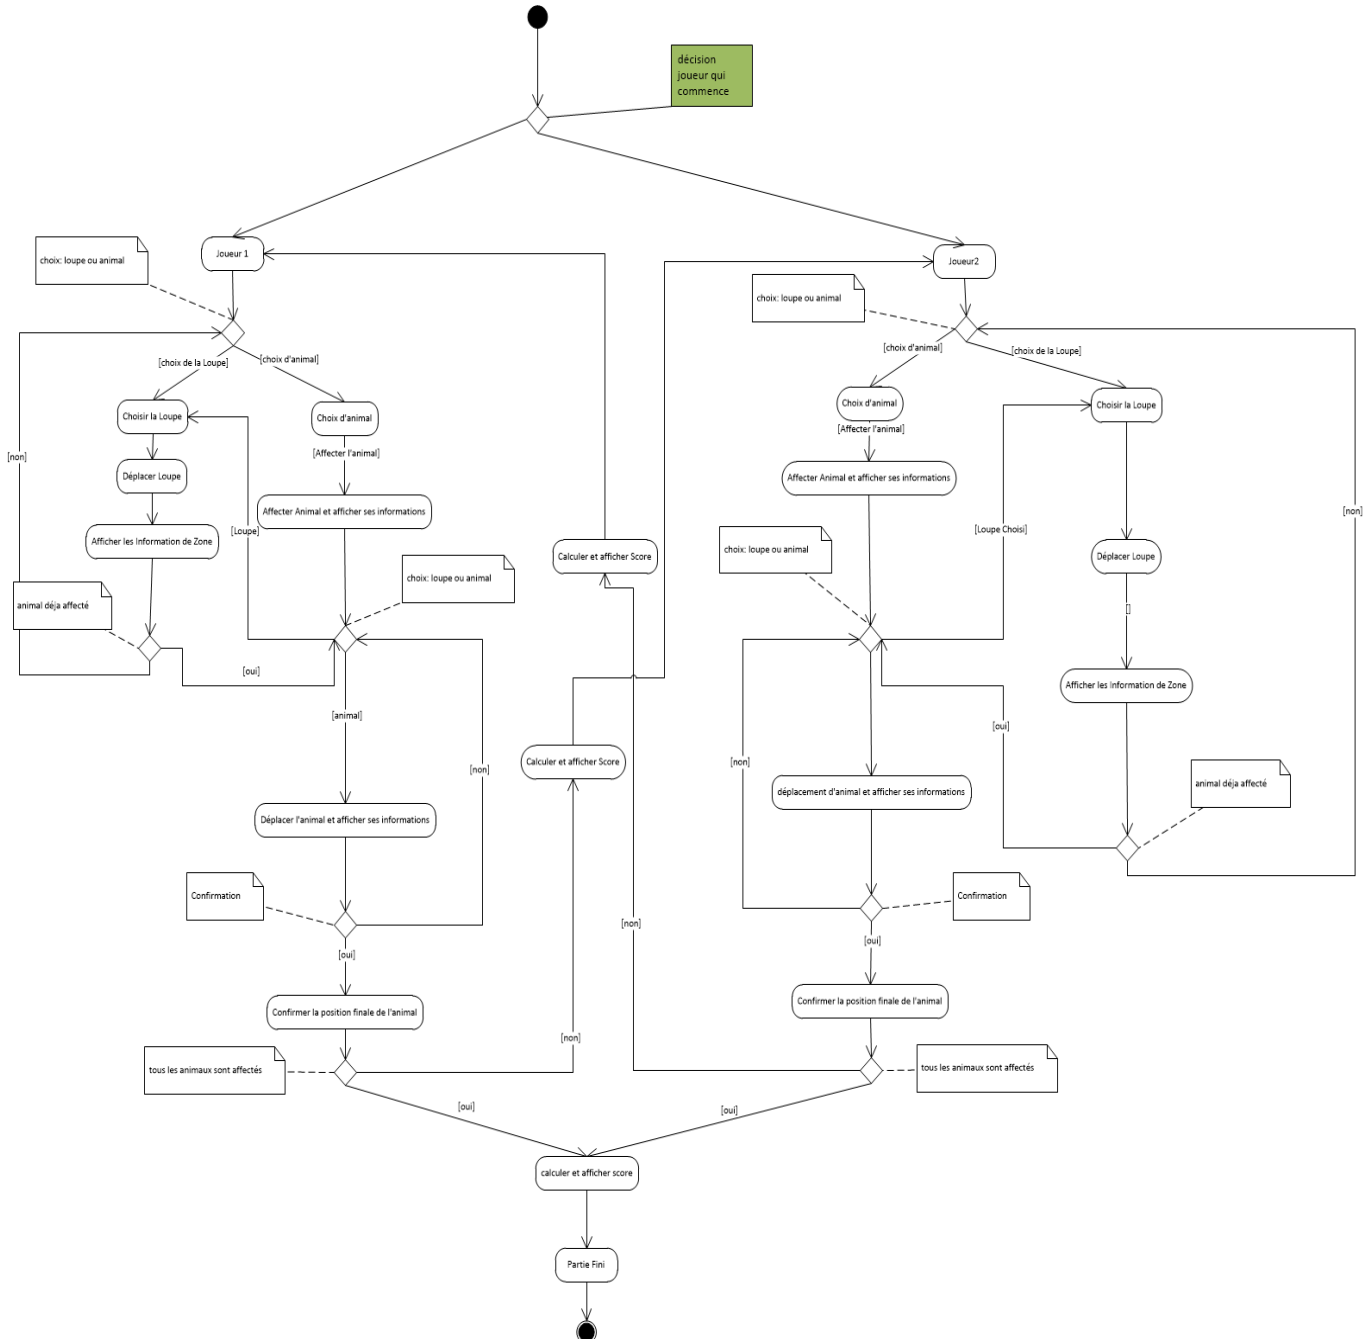 décision
joueur qui
commence
Joueur 1
choix: loupe ou animal
Joueur2
choix: loupe ou animal
[choix de la Loupe]
[choix d'animal]
[choix d'animal]
[choix de la Loupe]
Choisir la Loupe
Choix d'animal
Choix d'animal
Choisir la Loupe
[Affecter l'animal]
[Affecter l'animal]
[non]
Déplacer Loupe
Affecter Animal et afficher ses informations
Affecter Animal et afficher ses informations
[non]
[Loupe]
[Loupe Choisi]
Afficher les Information de Zone
Calculer et afficher Score
choix: loupe ou animal
Déplacer Loupe
choix: loupe ou animal
animal déja affecté
[]
[oui]
Afficher les Information de Zone
[animal]
[oui]
Calculer et afficher Score
[non]
[non]
animal déja affecté
déplacement d'animal et afficher ses informations
Déplacer l'animal et afficher ses informations
Confirmation
Confirmation
[non]
[oui]
[oui]
Confirmer la position finale de l'animal
Confirmer la position finale de l'animal
[non]
tous les animaux sont affectés
tous les animaux sont affectés
[oui]
[oui]
calculer et afficher score
Partie Fini